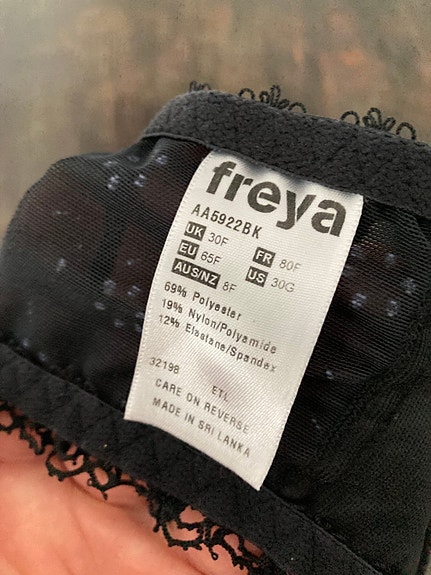 freya
AA5922BK
UK 30F FR 80F
EU 65F US 30G
AUS/NZ 8F
69% Polyester
19% Nylon/Polyamide
12% Elastane/Spandex
32198 ETL
CARE ON REVERSE
MADE IN SRI LANKA